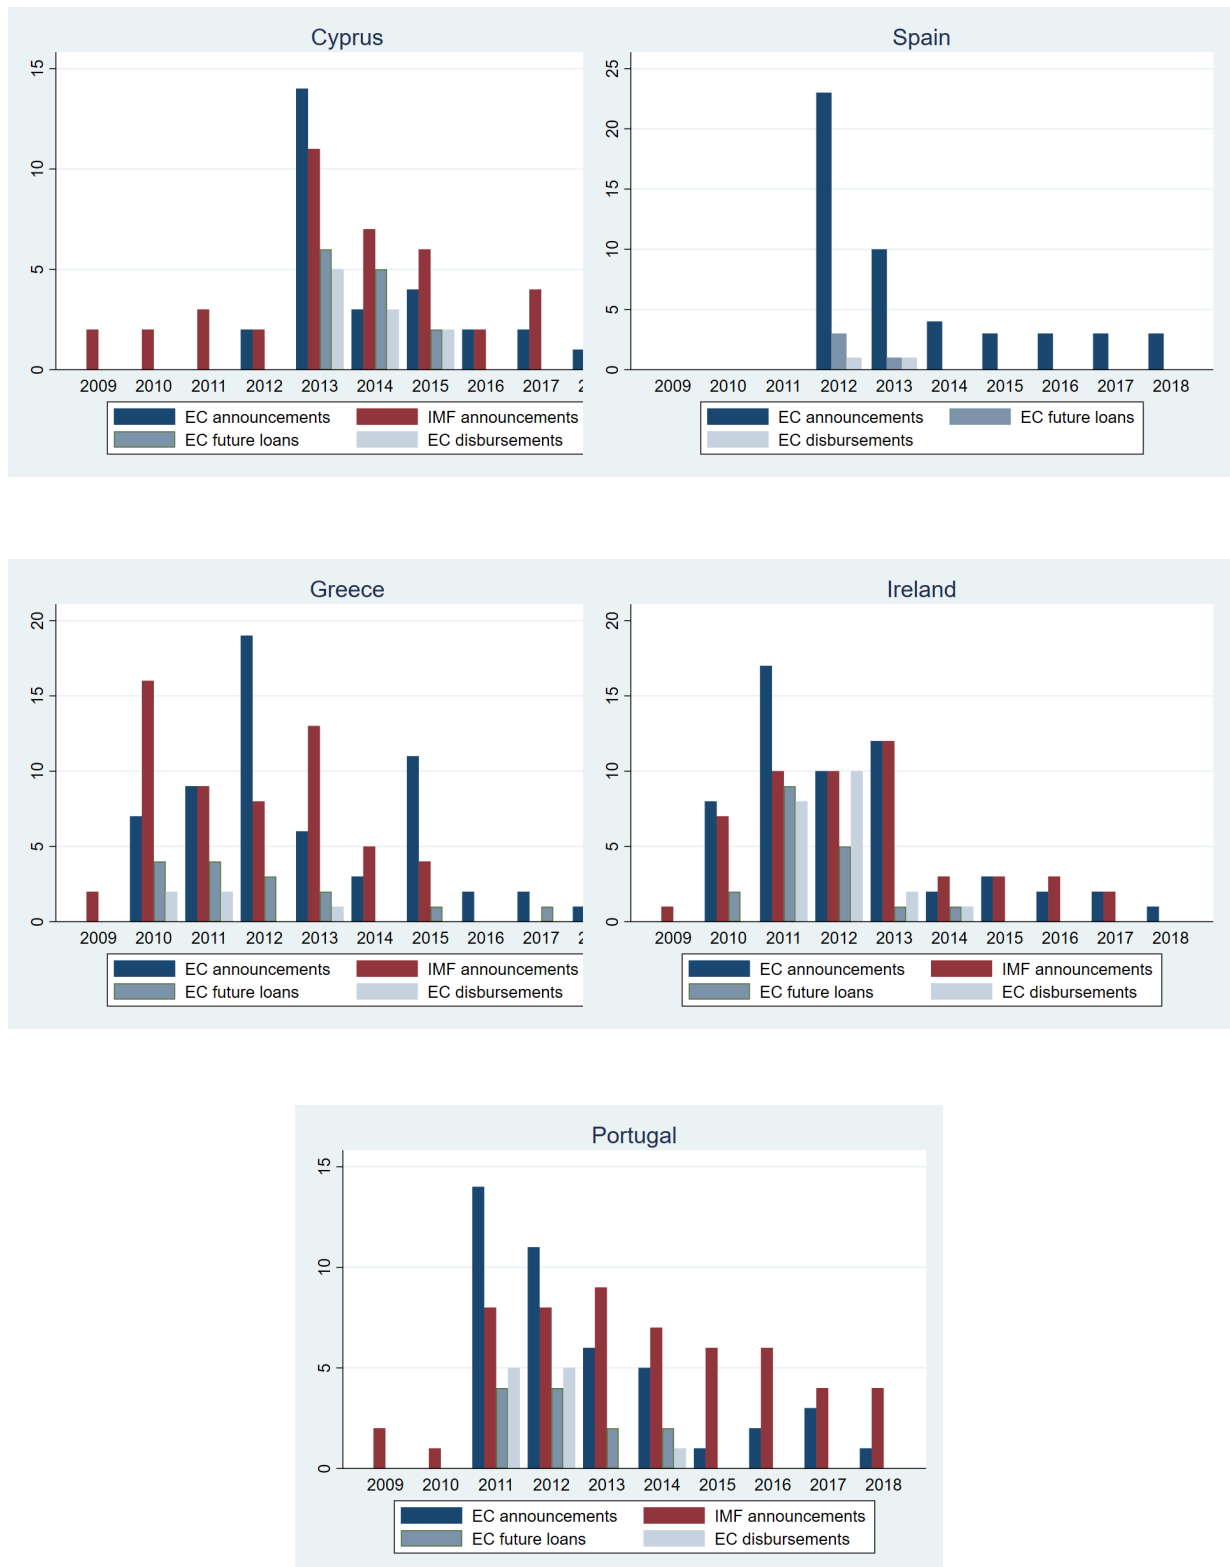 Cyprus
15
10
5
0
2009 2010 2011 2012 2013 2014 2015 2016 2017 2
EC announcements IMF announcements
EC future loans EC disbursements
Spain
25
20
15
10
5
0
2009 2010 2011 2012 2013 2014 2015 2016 2017 2018
EC announcements EC future loans
EC disbursements
Greece
20
15
10
5
0
2009 2010 2011 2012 2013 2014 2015 2016 2017 2
EC announcements IMF announcements
EC future loans EC disbursements
Ireland
20
15
10
5
0
2009 2010 2011 2012 2013 2014 2015 2016 2017 2018
EC announcements IMF announcements
EC future loans EC disbursements
Portugal
15
10
5
0
2009 2010 2011 2012 2013 2014 2015 2016 2017 2018
EC announcements IMF announcements
EC future loans EC disbursements